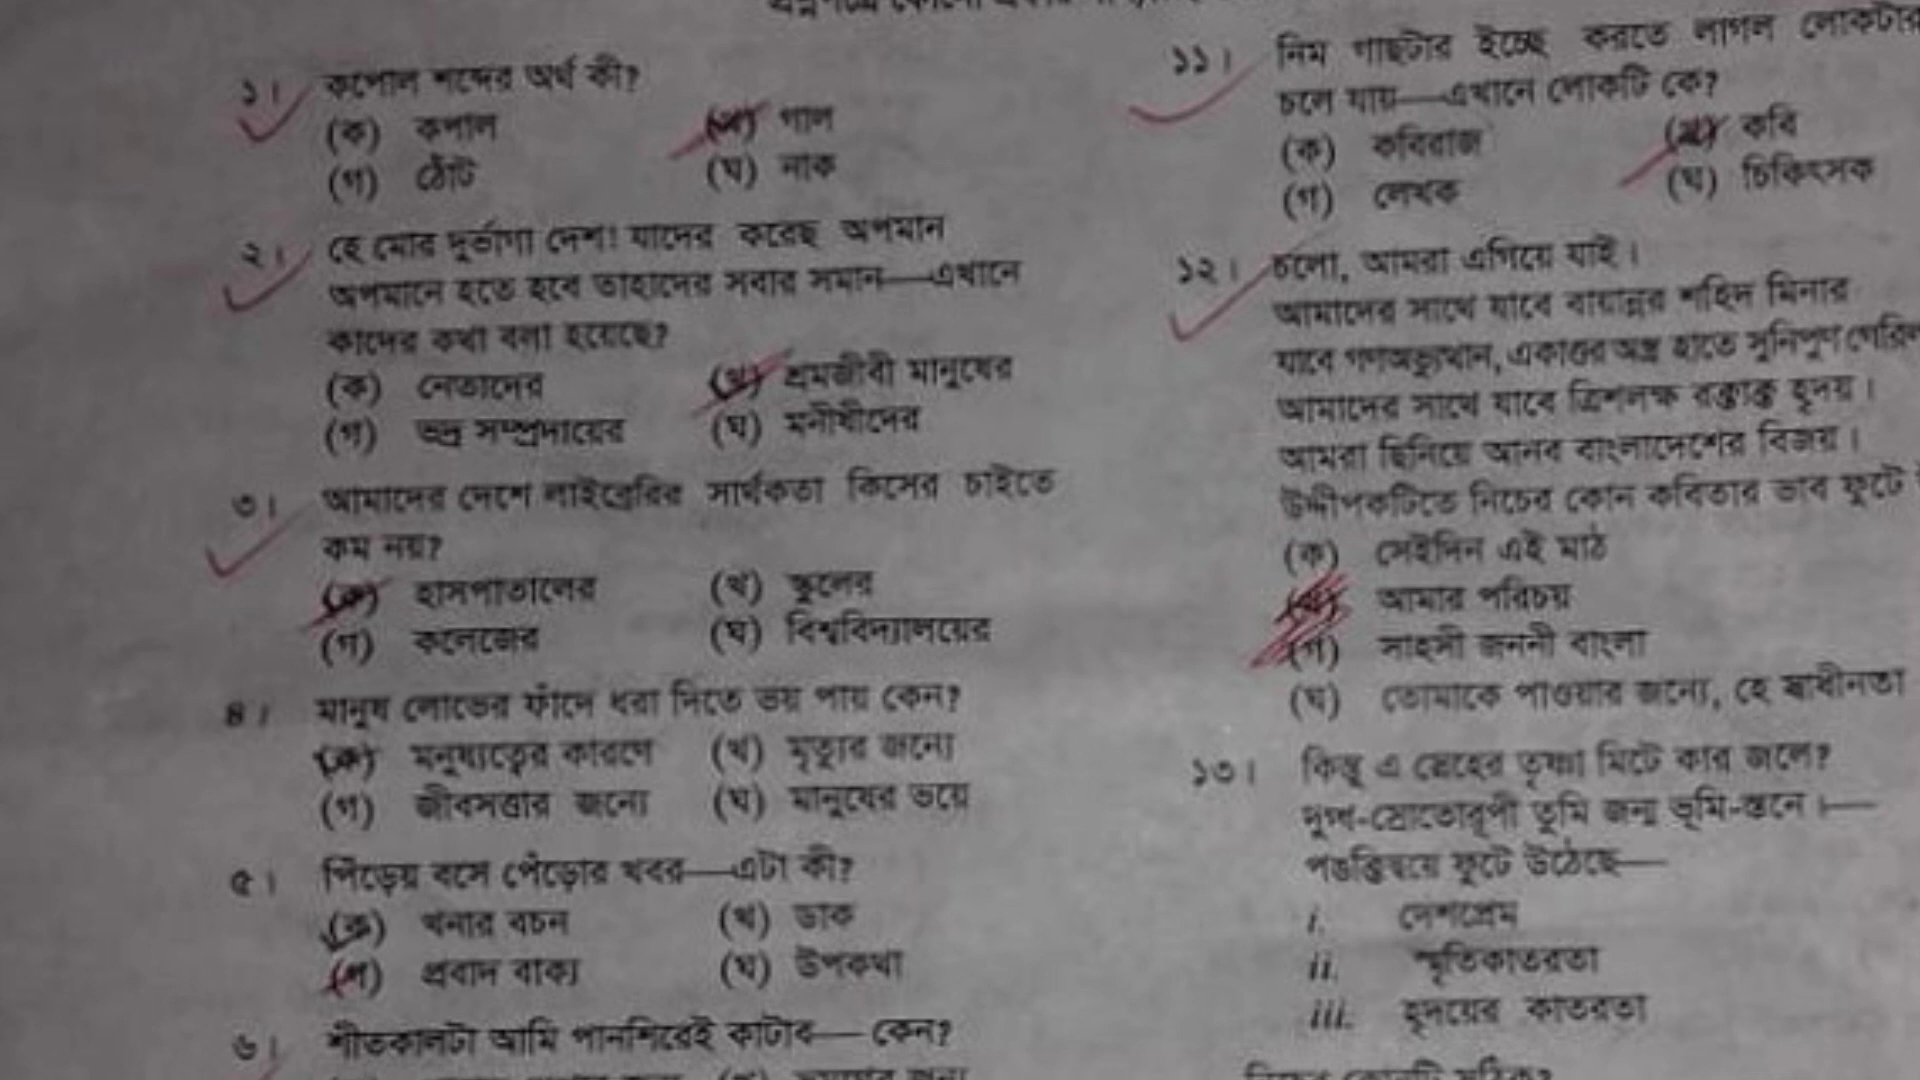 ১। কপোল শব্দের অর্থ কী?
(ক) কপাল (খ) গাল
(গ) ঠোঁট (ঘ) নাক
২। হে মোর দুর্ভাগা দেশ! যাদের করেছ অপমান
অপমানে হতে হবে তাহাদের সবার সমান—এখানে
কাদের কথা বলা হয়েছে?
(ক) নেতাদের (খ) শ্রমজীবী মানুষের
(গ) ভদ্র সম্প্রদায়ের (ঘ) মনীষীদের
৩। আমাদের দেশে লাইব্রেরির সার্থকতা কিসের চাইতে
কম নয়?
(ক) হাসপাতালের (খ) স্কুলের
(গ) কলেজের (ঘ) বিশ্ববিদ্যালয়ের
৪। মানুষ লোভের ফাঁদে ধরা দিতে ভয় পায় কেন?
(ক) মনুষ্যত্বের কারণে (খ) মৃত্যুর জন্যে
(গ) জীবসত্তার জন্যে (ঘ) মানুষের ভয়ে
৫। পিঁড়েয় বসে পেঁড়োর খবর—এটা কী?
(ক) খনার বচন (খ) ডাক
(গ) প্রবাদ বাক্য (ঘ) উপকথা
৬। শীতকালটা আমি পানশিরেই কাটাব— কেন?
১১। নিম গাছটার ইচ্ছে করতে লাগল লোকটার
চলে যায়—এখানে লোকটি কে?
(ক) কবিরাজ (খ) কবি
(গ) লেখক (ঘ) চিকিৎসক
১২। চলো, আমরা এগিয়ে যাই।
আমাদের সাথে যাবে বায়ান্নর শহিদ মিনার
যাবে গণঅভ্যুত্থান, একাত্তর অস্ত্র হাতে সুনিপুণ
আমাদের সাথে যাবে ত্রিশলক্ষ রক্তাক্ত হৃদয়।
আমরা ছিনিয়ে আনব বাংলাদেশের বিজয়।
উদ্দীপকটিতে নিচের কোন কবিতার ভাব ফুটে
(ক) সেইদিন এই মাঠ
(খ) আমার পরিচয়
(গ) সাহসী জননী বাংলা
(ঘ) তোমাকে পাওয়ার জন্যে, হে স্বাধীনতা
১৩। কিন্তু এ স্নেহের তৃষ্ণা মিটে কার জলে?
দুগ্ধ-স্রোতোরূপী তুমি জন্ম ভূমি-স্তনে।—
পঙক্তিদ্বয়ে ফুটে উঠেছে—
i. দেশপ্রেম
ii. স্মৃতিকাতরতা
iii. হৃদয়ের কাতরতা